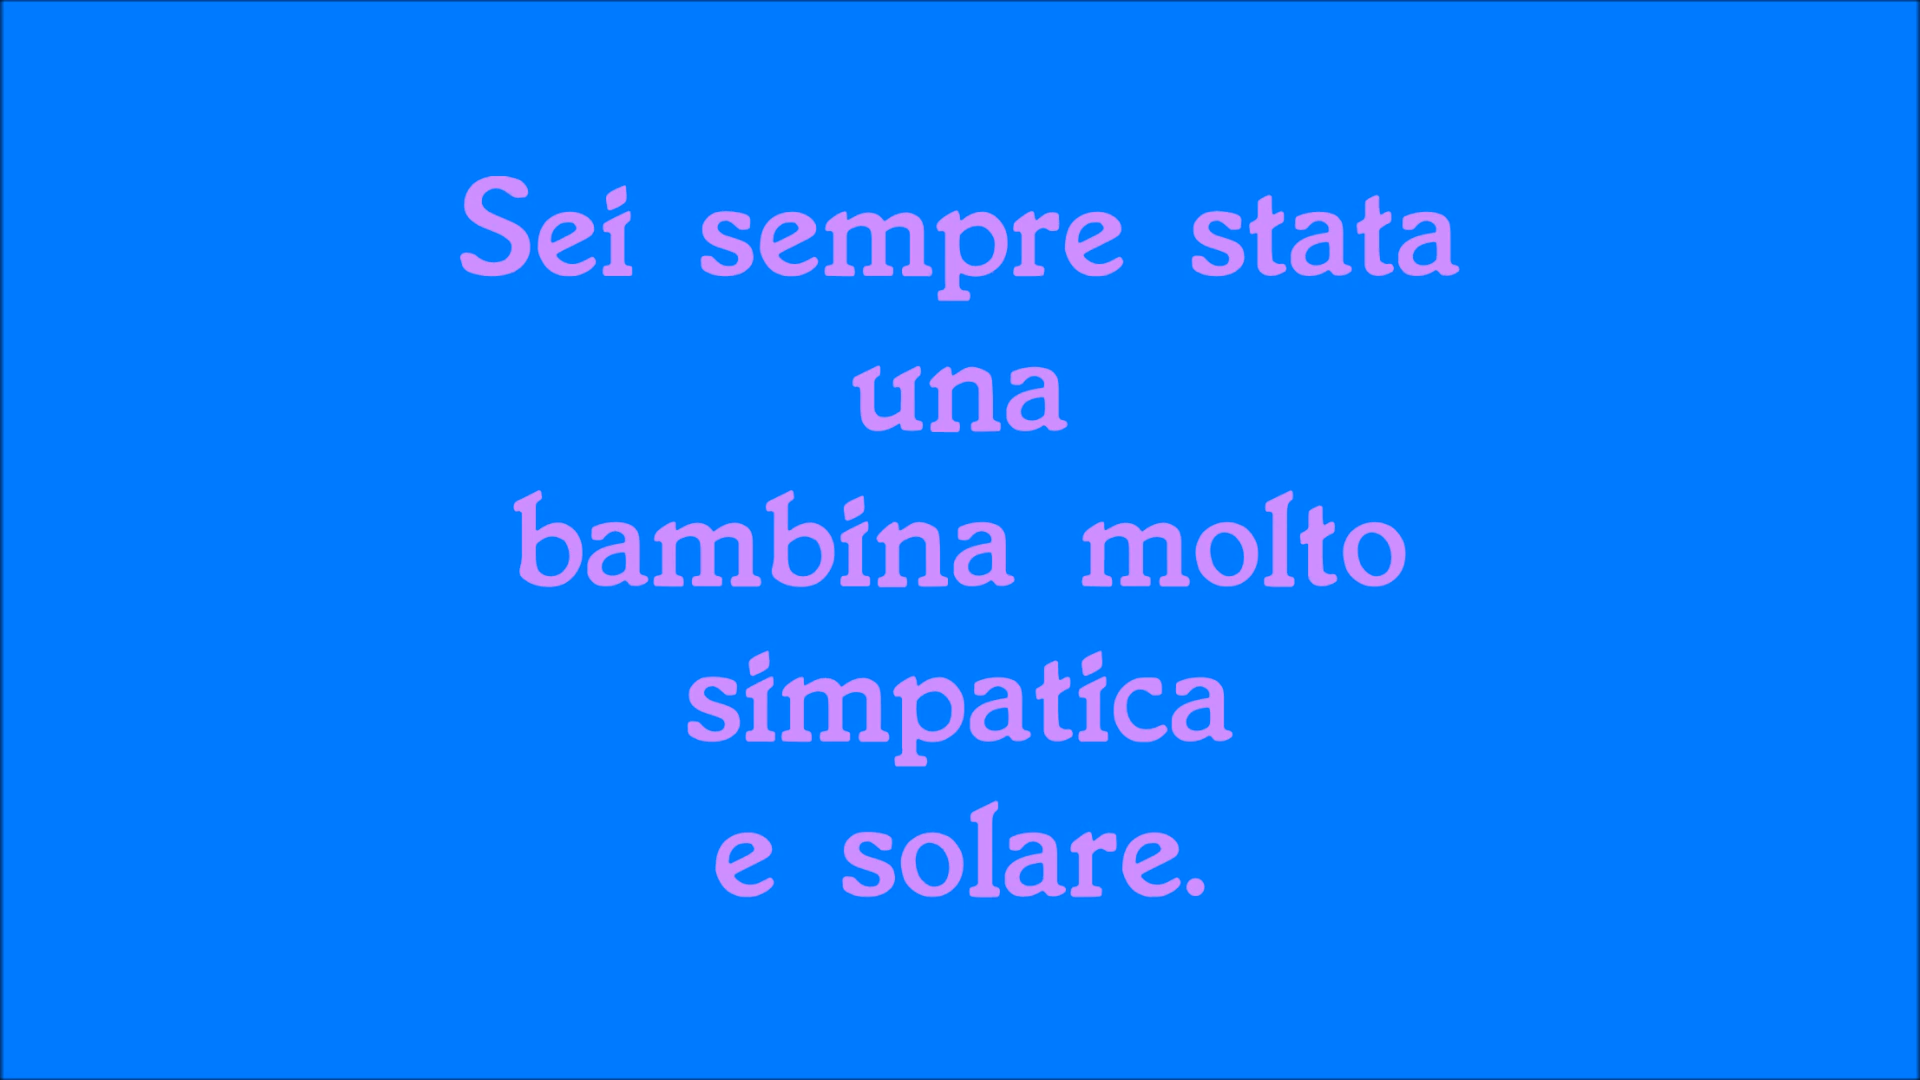 Sei sempre stata
una
bambina molto
simpatica
e solare.